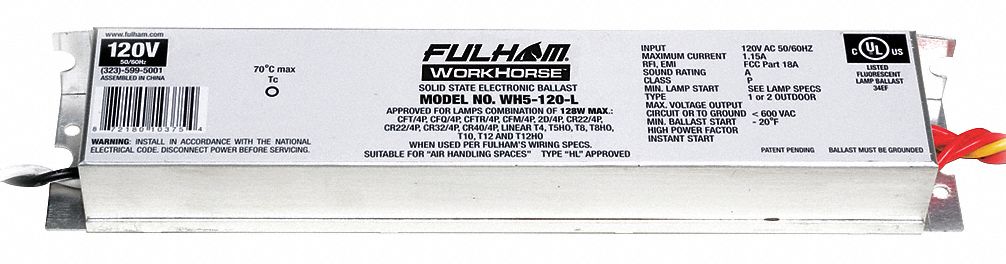 www.fulham.com
120V
50/60Hz
(323)-599-5001
ASSEMBLED IN CHINA
8 72180 10375 4
WARNING: INSTALL IN ACCORDANCE WITH THE NATIONAL
ELECTRICAL CODE. DISCONNECT POWER BEFORE SERVICING.
70°C max
Tc
FULHAM
WORKHORSE
SOLID STATE ELECTRONIC BALLAST
MODEL NO. WH5-120-L
APPROVED FOR LAMPS COMBINATION OF 128W MAX.:
CFT/4P, CFQ/4P, CFTR/4P, CFM/4P, 2D/4P, CR22/4P,
CR22/4P, CR32/4P, CR40/4P, LINEAR T4, T5HO, T8, T8HO,
T10, T12 AND T12HO
WHEN USED PER FULHAM'S WIRING SPECS.
SUITABLE FOR "AIR HANDLING SPACES" TYPE "HL" APPROVED
INPUT 120V AC 50/60HZ
MAXIMUM CURRENT 1.15A
RFI, EMI FCC Part 18A
SOUND RATING A
CLASS P
MIN. LAMP START SEE LAMP SPECS
TYPE 1 or 2 OUTDOOR
MAX. VOLTAGE OUTPUT
CIRCUIT OR TO GROUND < 600 VAC
MIN. BALLAST START - 20°F
HIGH POWER FACTOR
INSTANT START
PATENT PENDING BALLAST MUST BE GROUNDED
C UL US
LISTED
FLUORESCENT
LAMP BALLAST
34EF